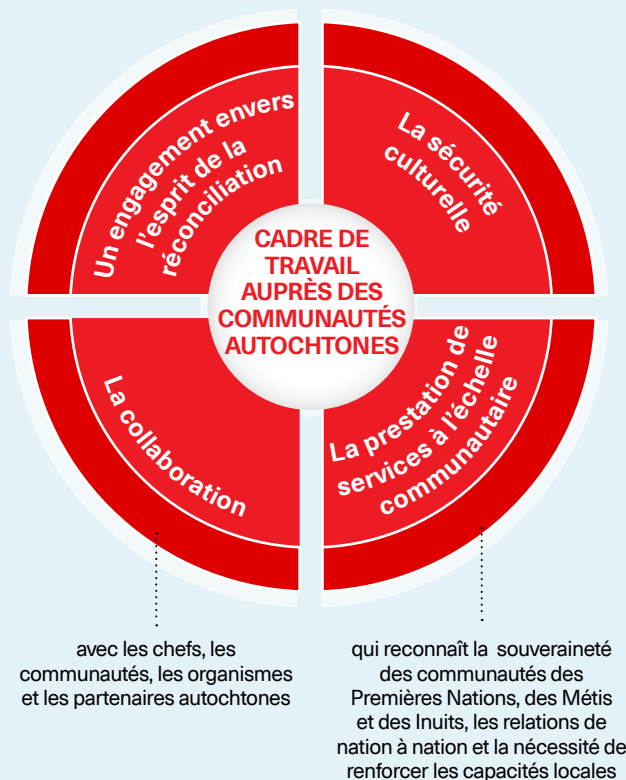 Un engagement envers
l'esprit de la
réconciliation
La sécurité
culturelle
CADRE DE
TRAVAIL
AUPRÈS DES
COMMUNAUTÉS
AUTOCHTONES
La collaboration
La prestation de
services à l'échelle
communautaire
avec les chefs, les
communautés, les organismes
et les partenaires autochtones
qui reconnaît la souveraineté
des communautés des
Premières Nations, des Métis
et des Inuits, les relations de
nation à nation et la nécessité de
renforcer les capacités locales